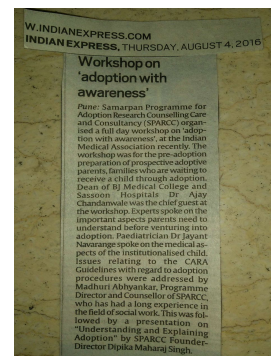 W.INDIANEXPRESS.COM
INDIAN EXPRESS, THURSDAY, AUGUST 4, 2016
Workshop on
'adoption with
awareness'
Pune: Samarpan Programme for
Adoption Research Counselling Care
and Consultancy (SPARCC) organ-
ised a full day workshop on 'adop-
tion with awareness', at the Indian
Medical Association recently. The
workshop was for the pre-adoption
preparation of prospective adoptive
parents, families who are waiting to
receive a child through adoption.
Dean of BJ Medical College and
Sassoon Hospitals Dr Ajay
Chandanwale was the chief guest at
the workshop. Experts spoke on the
important aspects parents need to
understand before venturing into
adoption. Paediatrician Dr Jayant
Navarange spoke on the medical as-
pects of the institutionalised child.
Issues relating to the CARA
Guidelines with regard to adoption
procedures were addressed by
Madhuri Abhyankar, Programme
Director and Counsellor of SPARCC,
who has had a long experience in
the field of social work. This was fol-
lowed by a presentation on
"Understanding and Explaining
Adoption" by SPARCC Founder-
Director Dipika Maharaj Singh.